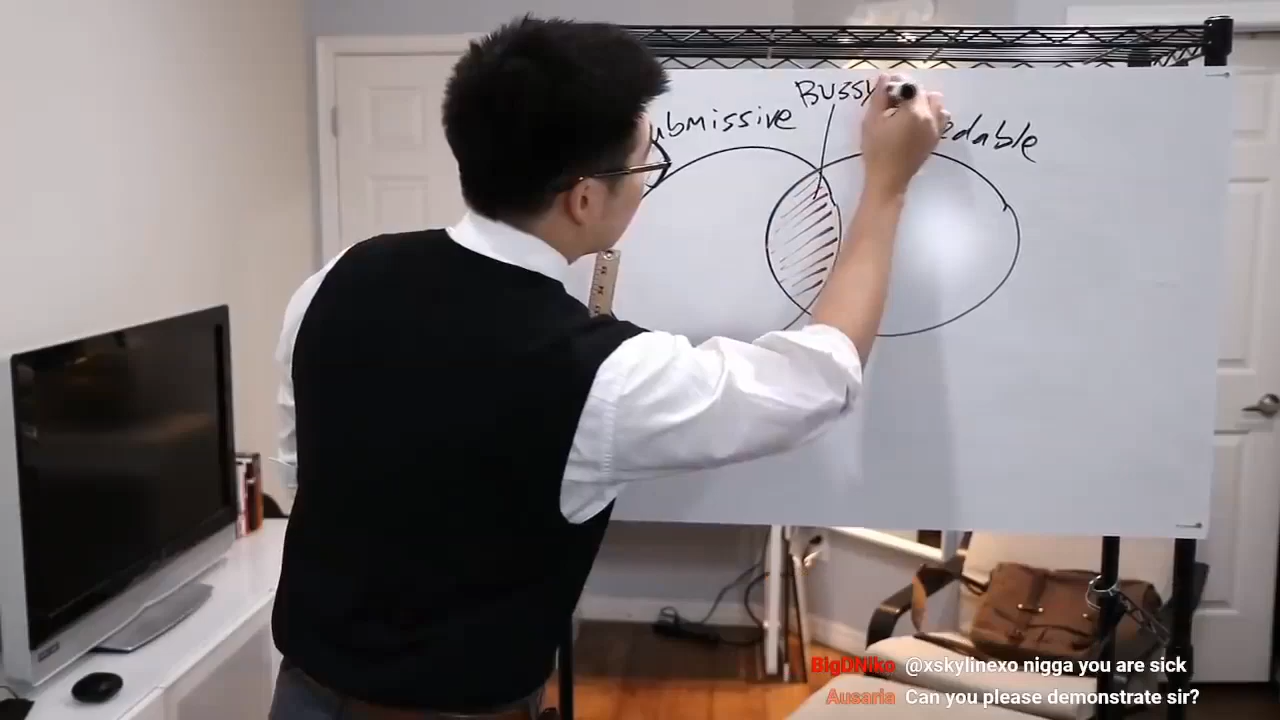 Bussy
ubmissive
edable
BigDNiko @xskylinexo nigga you are sick
Ausaria Can you please demonstrate sir?